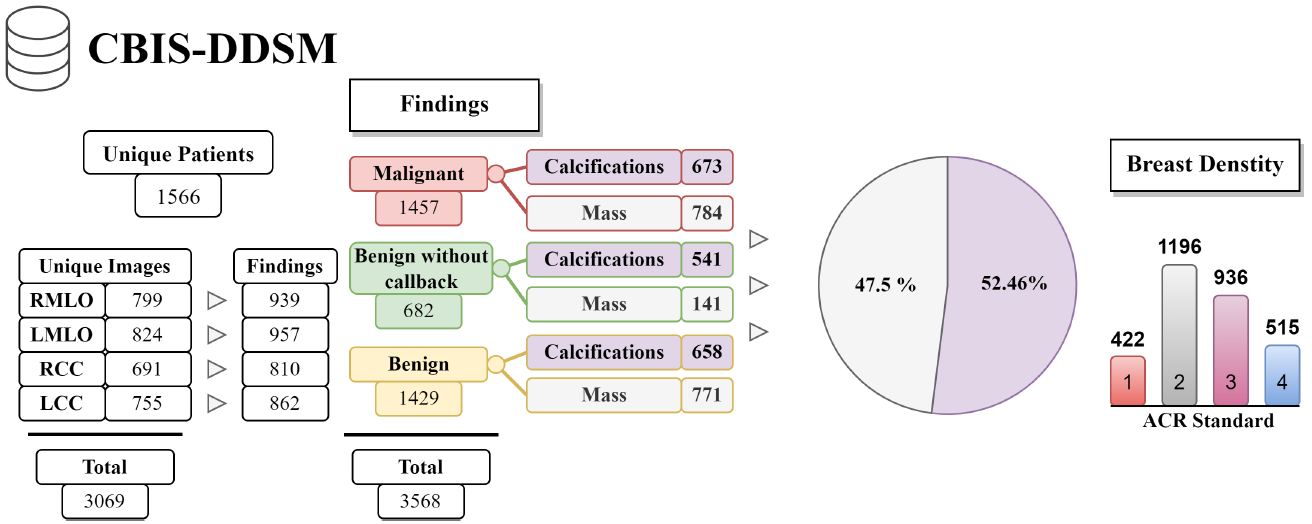 CBIS-DDSM
Unique Patients
1566
Unique Images
Findings
RMLO 799 939
LMLO 824 957
RCC 691 810
LCC 755 862
Total
3069
Findings
Malignant
1457
Calcifications 673
Mass 784
Benign without
callback
682
Calcifications 541
Mass 141
Benign
1429
Calcifications 658
Mass 771
Total
3568
47.5 %
52.46%
Breast Denstity
422
1196
936
515
1
2
3
4
ACR Standard